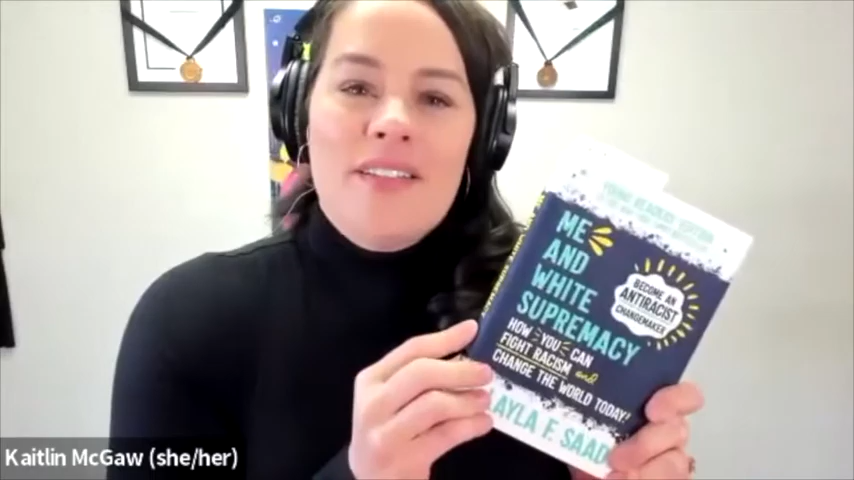 YOUNG READERS' EDITION
ME
AND
WHITE
SUPREMACY
BECOME AN
ANTIRACIST
CHANGEMAKER
HOW YOU CAN
FIGHT RACISM and
CHANGE THE WORLD TODAY!
LAYLA F. SAAD
Kaitlin McGaw (she/her)